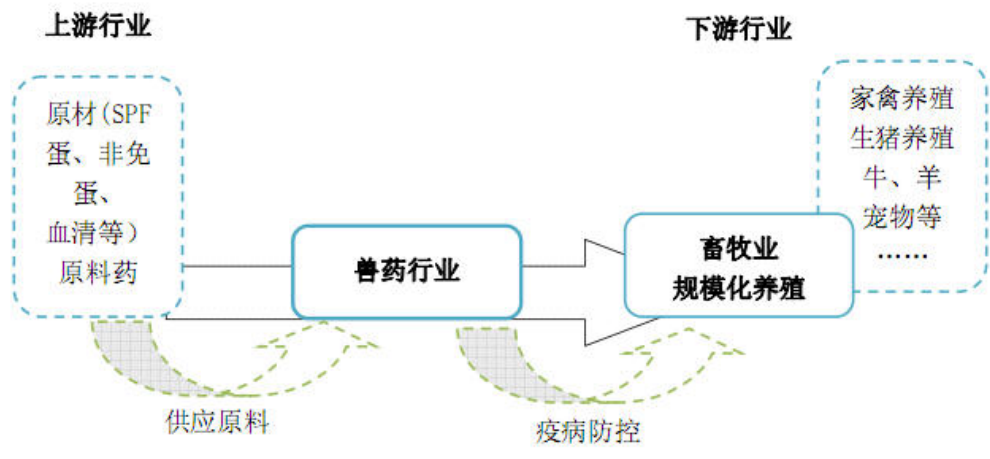 上游行业
下游行业
原材(SPF
蛋、非免
蛋、
血清等)
原料药
兽药行业
畜牧业
规模化养殖
家禽养殖
生猪养殖
牛、羊
宠物等
……
供应原料
疫病防控